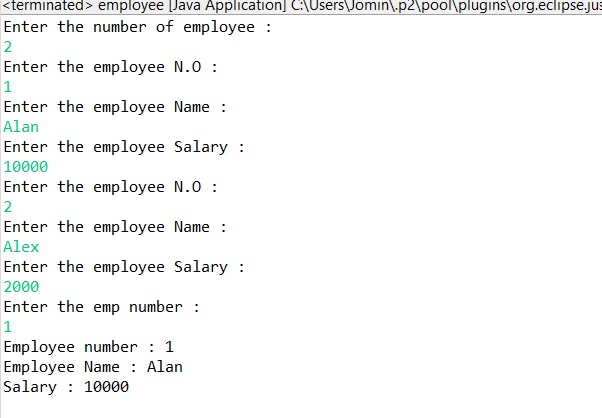 <terminated> employee [Java Application] C:\Users\Jomin\.p2\pool\plugins\org.eclipse.jus
Enter the number of employee :
2
Enter the employee N.O :
1
Enter the employee Name :
Alan
Enter the employee Salary :
10000
Enter the employee N.O :
2
Enter the employee Name :
Alex
Enter the employee Salary :
2000
Enter the emp number :
1
Employee number : 1
Employee Name : Alan
Salary : 10000